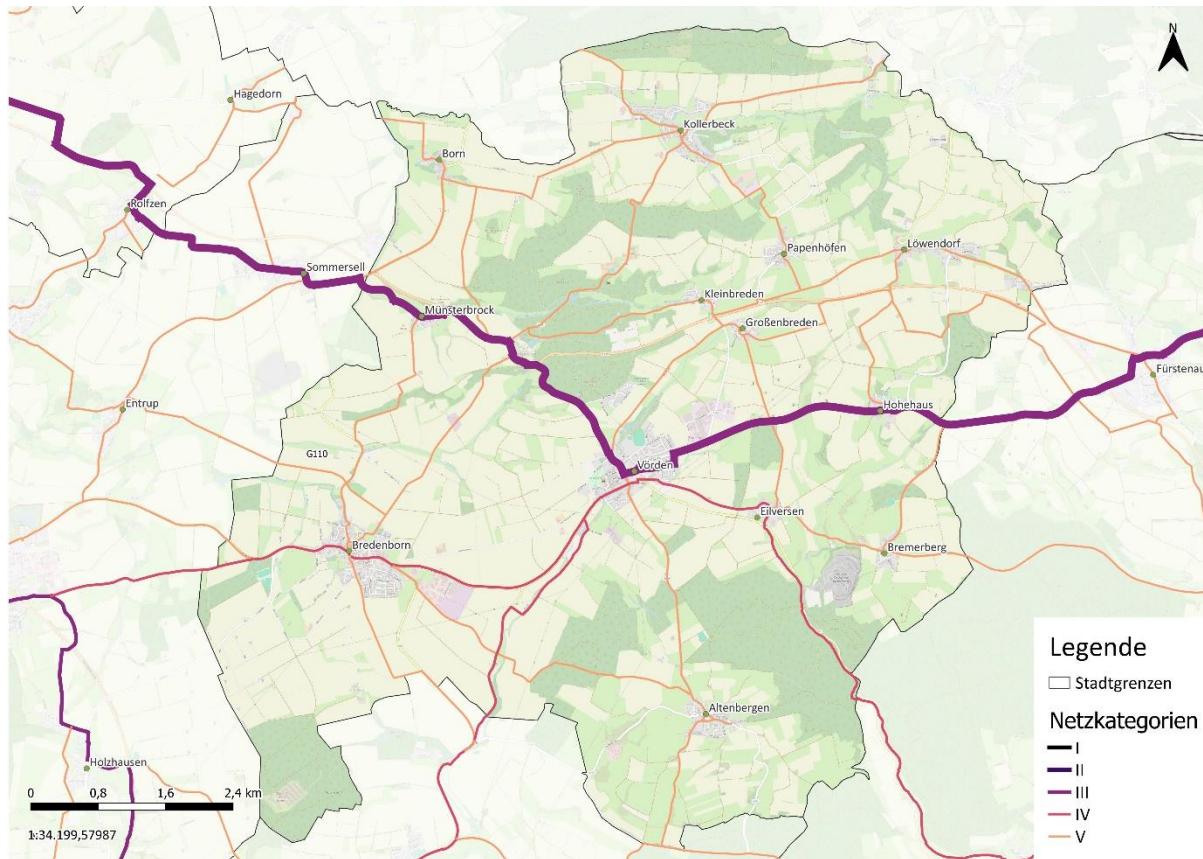 N
Hagedorn
Kollerbeck
Born
Rolfzen
Papenhöfen
Löwendorf
Sommersell
Kleinbreden
Münsterbrock
Großenbreden
Fürstenau
Entrup
Hohehaus
G110
Vörden
Eilversen
Bredenborn
Bremerberg
Altenbergen
Holzhausen
0 0,8 1,6 2,4 km
1:34.199,57987
Legende
Stadtgrenzen
Netzkategorien
I
II
III
IV
V